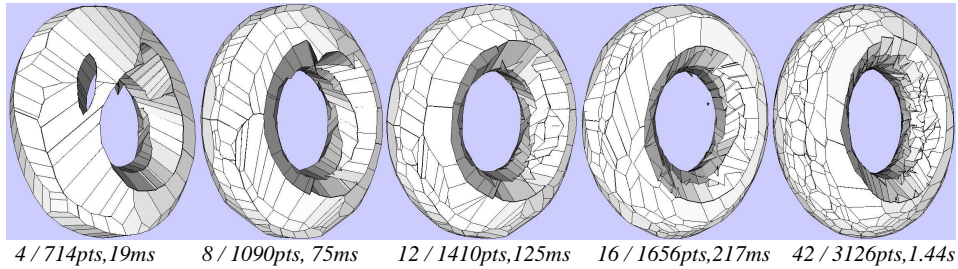 4 / 714pts,19ms 8 / 1090pts, 75ms 12 / 1410pts,125ms 16 / 1656pts,217ms 42 / 3126pts,1.44s